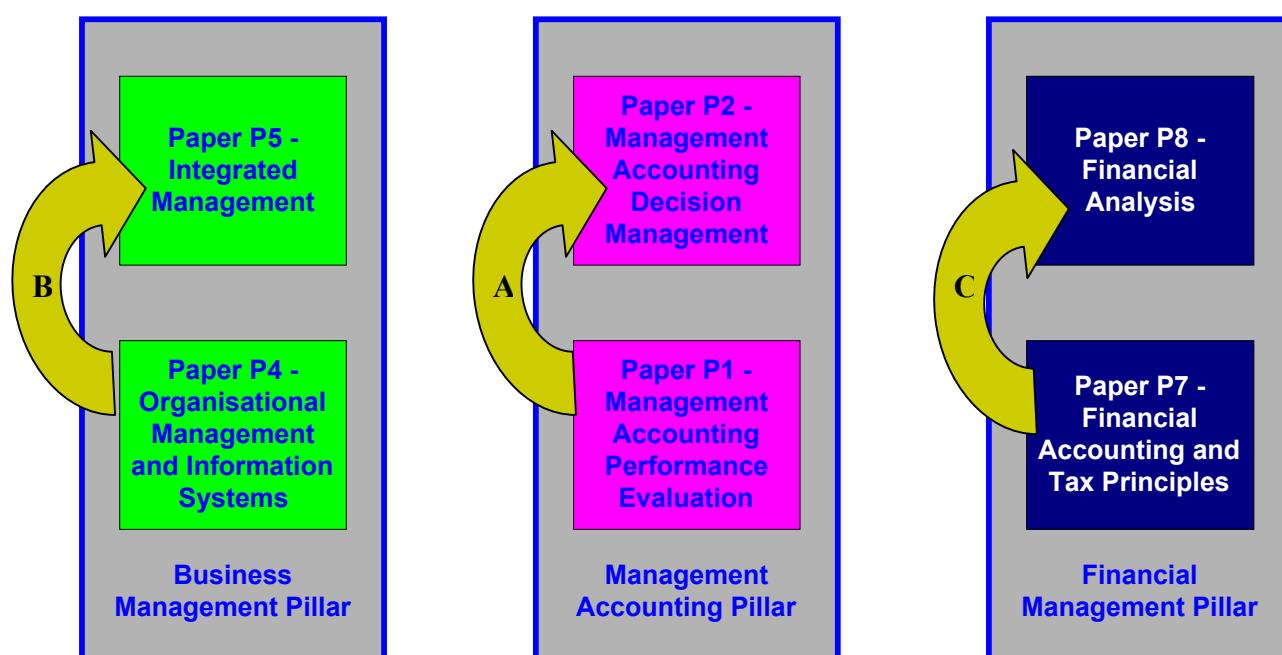 Paper P5 -
Integrated
Management
B
Paper P4 -
Organisational
Management
and Information
Systems
Business
Management Pillar
Paper P2 -
Management
Accounting
Decision
Management
A
Paper P1 -
Management
Accounting
Performance
Evaluation
Management
Accounting Pillar
Paper P8 -
Financial
Analysis
C
Paper P7 -
Financial
Accounting and
Tax Principles
Financial
Management Pillar